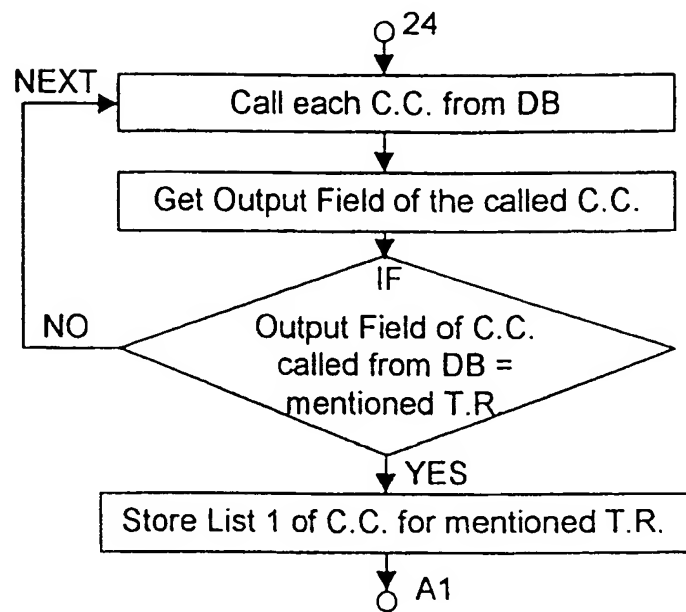 24
NEXT
Call each C.C. from DB
Get Output Field of the called C.C.
IF
NO
Output Field of C.C.
called from DB =
mentioned T.R.
YES
Store List 1 of C.C. for mentioned T.R.
A1